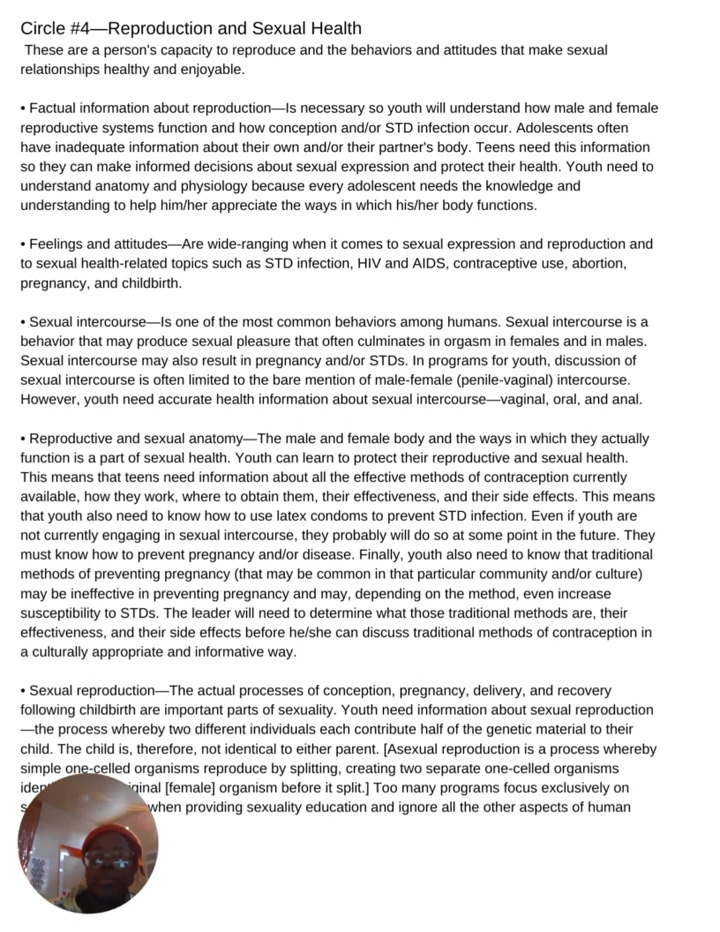 Circle #4—Reproduction and Sexual Health
These are a person's capacity to reproduce and the behaviors and attitudes that make sexual
relationships healthy and enjoyable.
• Factual information about reproduction—Is necessary so youth will understand how male and female
reproductive systems function and how conception and/or STD infection occur. Adolescents often
have inadequate information about their own and/or their partner's body. Teens need this information
so they can make informed decisions about sexual expression and protect their health. Youth need to
understand anatomy and physiology because every adolescent needs the knowledge and
understanding to help him/her appreciate the ways in which his/her body functions.
• Feelings and attitudes—Are wide-ranging when it comes to sexual expression and reproduction and
to sexual health-related topics such as STD infection, HIV and AIDS, contraceptive use, abortion,
pregnancy, and childbirth.
• Sexual intercourse—Is one of the most common behaviors among humans. Sexual intercourse is a
behavior that may produce sexual pleasure that often culminates in orgasm in females and in males.
Sexual intercourse may also result in pregnancy and/or STDs. In programs for youth, discussion of
sexual intercourse is often limited to the bare mention of male-female (penile-vaginal) intercourse.
However, youth need accurate health information about sexual intercourse—vaginal, oral, and anal.
• Reproductive and sexual anatomy—The male and female body and the ways in which they actually
function is a part of sexual health. Youth can learn to protect their reproductive and sexual health.
This means that teens need information about all the effective methods of contraception currently
available, how they work, where to obtain them, their effectiveness, and their side effects. This means
that youth also need to know how to use latex condoms to prevent STD infection. Even if youth are
not currently engaging in sexual intercourse, they probably will do so at some point in the future. They
must know how to prevent pregnancy and/or disease. Finally, youth also need to know that traditional
methods of preventing pregnancy (that may be common in that particular community and/or culture)
may be ineffective in preventing pregnancy and may, depending on the method, even increase
susceptibility to STDs. The leader will need to determine what those traditional methods are, their
effectiveness, and their side effects before he/she can discuss traditional methods of contraception in
a culturally appropriate and informative way.
• Sexual reproduction—The actual processes of conception, pregnancy, delivery, and recovery
following childbirth are important parts of sexuality. Youth need information about sexual reproduction
—the process whereby two different individuals each contribute half of the genetic material to their
child. The child is, therefore, not identical to either parent. [Asexual reproduction is a process whereby
simple one-celled organisms reproduce by splitting, creating two separate one-celled organisms
[female] organism before it split.] Too many programs focus exclusively on
when providing sexuality education and ignore all the other aspects of human